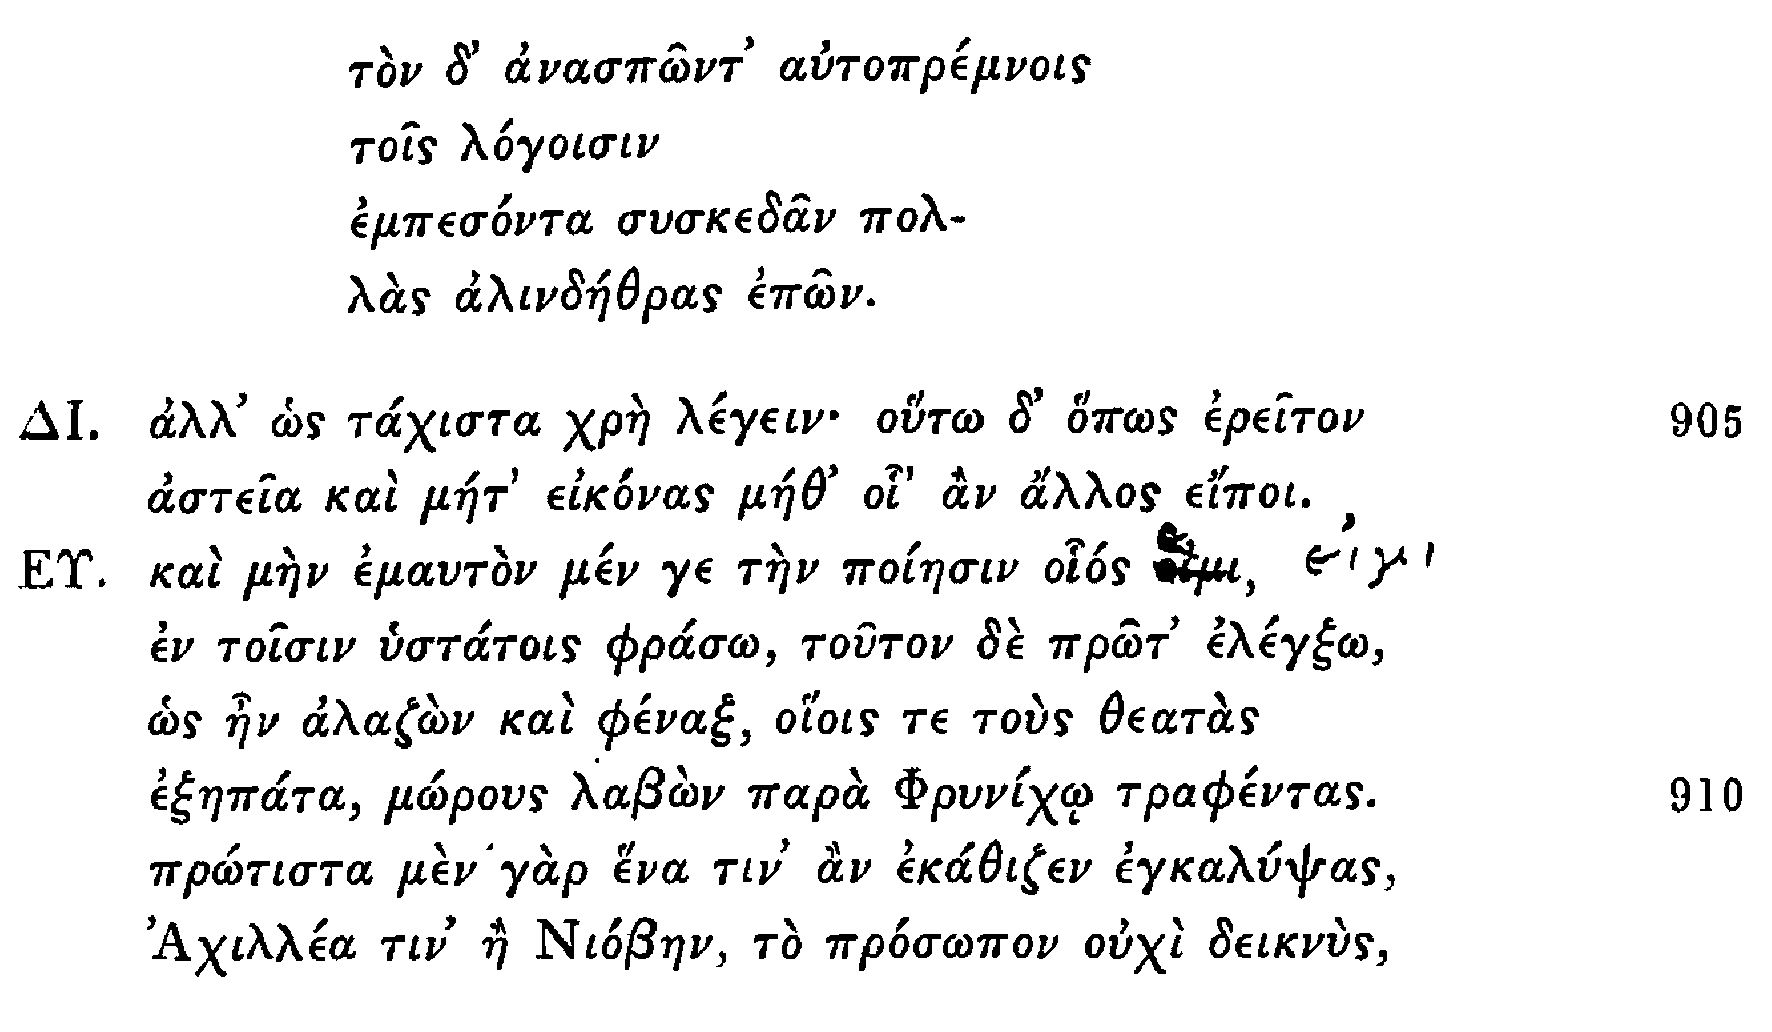 τὸν δ’ ἀνασπῶντ’ αὐτοπρέμνοις
τοῖς λόγοισιν
ἐμπεσόντα συσκεδᾶν πολ-
λὰς ἀλινδήθρας ἐπῶν.
ΔΙ. ἀλλ’ ὡς τάχιστα χρὴ λέγειν· οὕτω δ’ ὅπως ἐρεῖτον 905
ἀστεῖα καὶ μήτ’ εἰκόνας μήθ’ οἷ’ ἂν ἄλλος εἴποι.
ΕΥ. καὶ μὴν ἐμαυτὸν μέν γε τὴν ποίησιν οἷός εἰμι,
ἐν τοῖσιν ὑστάτοις φράσω, τοῦτον δὲ πρῶτ’ ἐλέγξω,
ὡς ἦν ἀλαζὼν καὶ φέναξ, οἵοις τε τοὺς θεατὰς
ἐξηπάτα, μώρους λαβὼν παρὰ Φρυνίχῳ τραφέντας. 910
πρώτιστα μὲν γὰρ ἕνα τιν’ ἂν ἐκάθιζεν ἐγκαλύψας,
Ἀχιλλέα τιν’ ἢ Νιόβην, τὸ πρόσωπον οὐχὶ δεικνὺς,